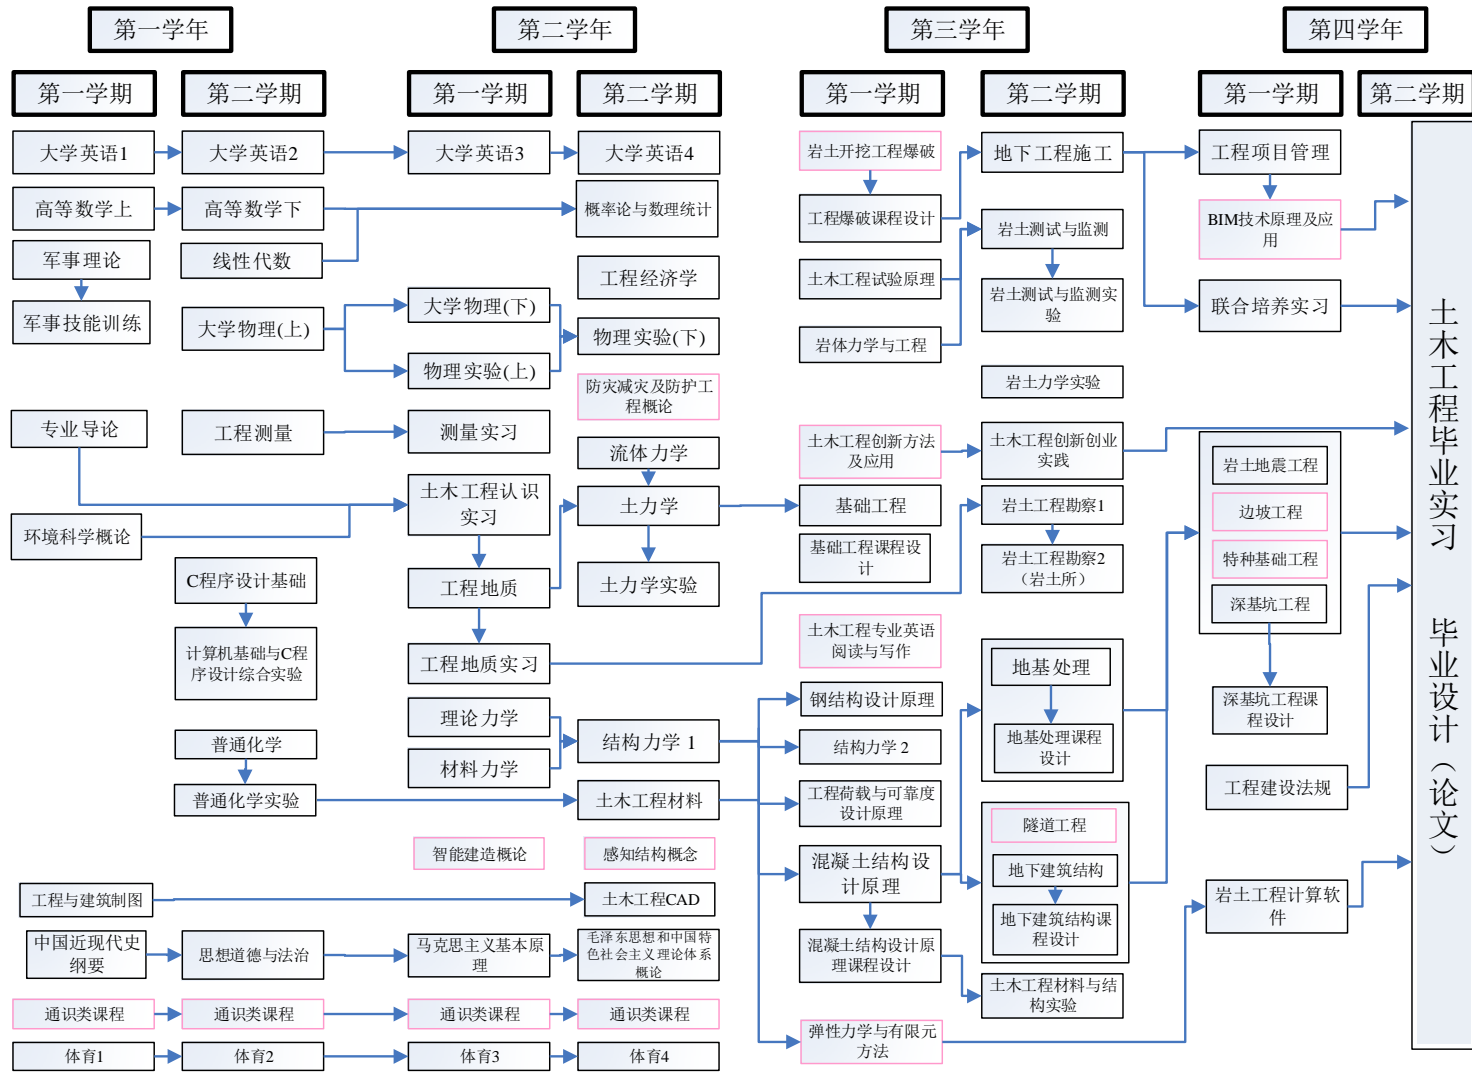 第一学年
第二学年
第三学年
第四学年
第一学期
第二学期
第一学期
第二学期
第一学期
第二学期
第一学期
第二学期
大学英语1
高等数学上
军事理论
军事技能训练
专业导论
环境科学概论
工程与建筑制图
中国近现代史
纲要
通识类课程
体育1
大学英语2
高等数学下
线性代数
大学物理(上)
工程测量
C程序设计基础
计算机基础与C程
序设计综合实验
普通化学
普通化学实验
思想道德与法治
通识类课程
体育2
大学英语3
大学物理(下)
物理实验(上)
测量实习
土木工程认识
实习
工程地质
工程地质实习
理论力学
材料力学
智能建造概论
马克思主义基本原
理
通识类课程
体育3
大学英语4
概率论与数理统计
工程经济学
物理实验(下)
防灾减灾及防护工
程概论
流体力学
土力学
土力学实验
结构力学 1
土木工程材料
感知结构概念
土木工程CAD
毛泽东思想和中国特
色社会主义理论体系
概论
通识类课程
体育4
岩土开挖工程爆破
工程爆破课程设计
土木工程试验原理
岩体力学与工程
土木工程创新方法
及应用
基础工程
基础工程课程设
计
土木工程专业英语
阅读与写作
钢结构设计原理
结构力学 2
工程荷载与可靠度
设计原理
混凝土结构设
计原理
混凝土结构设计原
理课程设计
弹性力学与有限元
方法
地下工程施工
岩土测试与监测
岩土测试与监测实
验
岩土力学实验
土木工程创新创业
实践
岩土工程勘察1
岩土工程勘察2
（岩土所）
地基处理
地基处理课程
设计
隧道工程
地下建筑结构
地下建筑结构课
程设计
土木工程材料与结
构实验
工程项目管理
BIM技术原理及应
用
联合培养实习
岩土地震工程
边坡工程
特种基础工程
深基坑工程
深基坑工程课
程设计
工程建设法规
岩土工程计算软
件
土木工程毕业实习 毕业设计（论文）